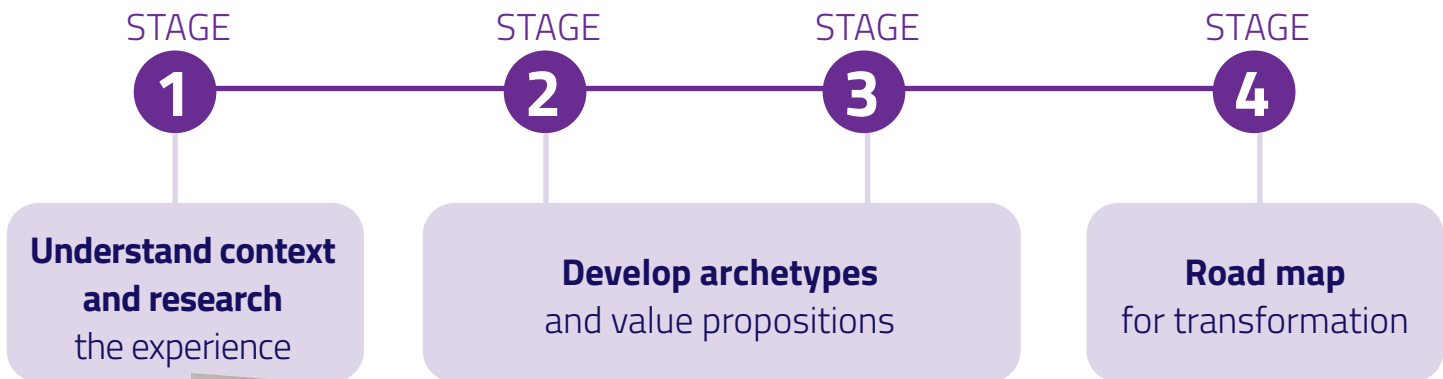 STAGE
1
Understand context
and research
the experience
STAGE
2
STAGE
3
Develop archetypes
and value propositions
STAGE
4
Road map
for transformation